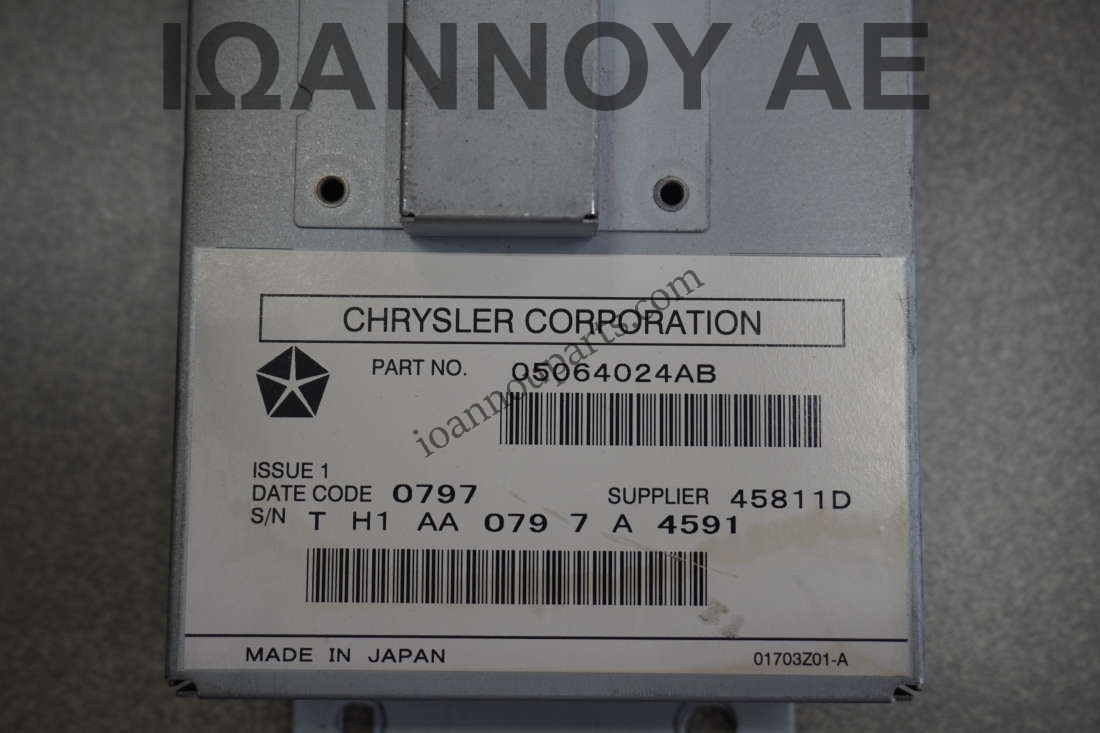 ΙΩΑΝΝΟΥ ΑΕ
CHRYSLER CORPORATION
PART NO. 05064024AB
ioannouparts.com
ISSUE 1
DATE CODE 0797 SUPPLIER 45811D
S/N T H1 AA 079 7 A 4591
MADE IN JAPAN 01703Z01-A